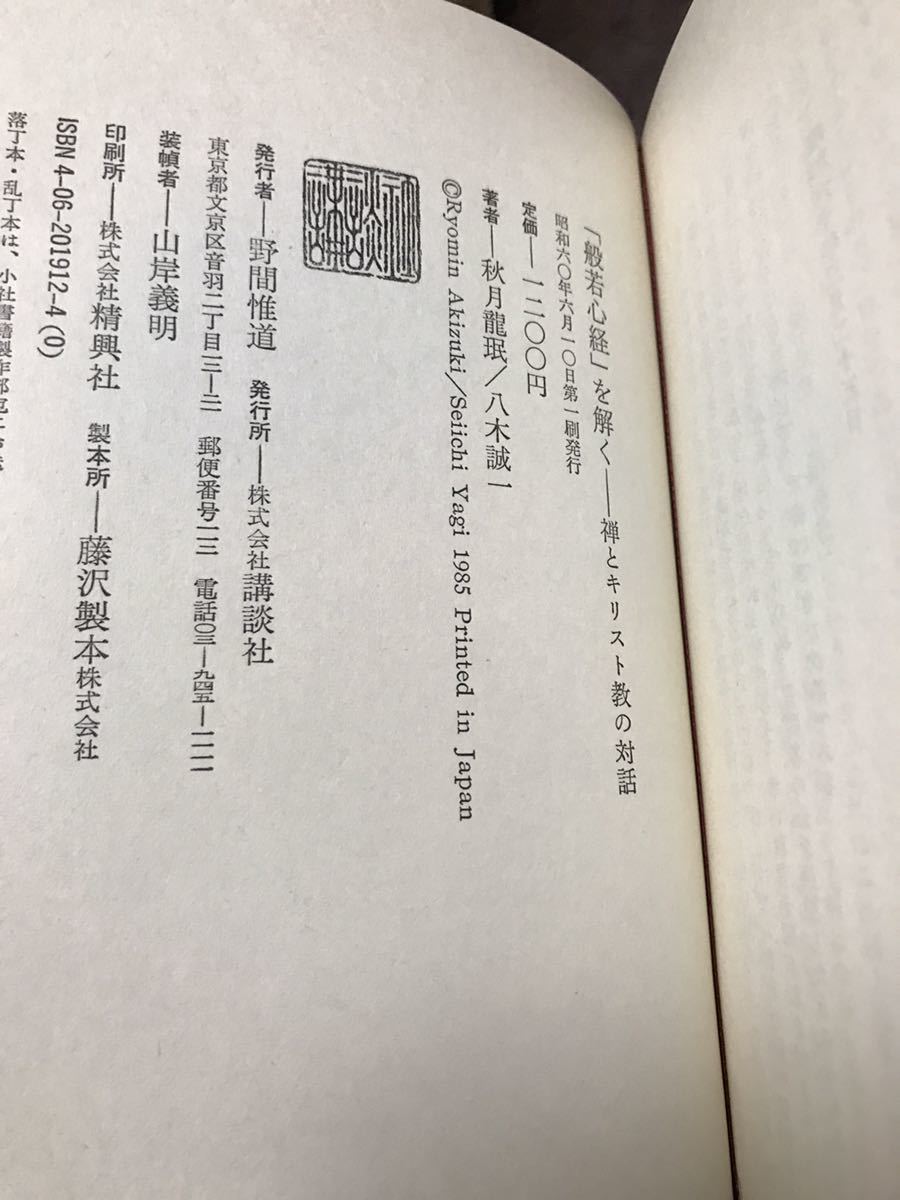 「般若心経」を解く――禅とキリスト教の対話
昭和六〇年六月一〇日第一刷発行
定価――一二〇〇円
著者――秋月龍珉／八木誠一
©Ryomin Akizuki/Seiichi Yagi 1985 Printed in Japan
発行者――野間惟道 発行所――株式会社講談社
東京都文京区音羽二丁目一二―二一 郵便番号一一二 電話〇三―九四五―一一一一
装幀者――山岸義明
印刷所――株式会社精興社 製本所――藤沢製本株式会社
ISBN 4-06-201912-4 (0)
落丁本・乱丁本は、小社書籍製作部宛